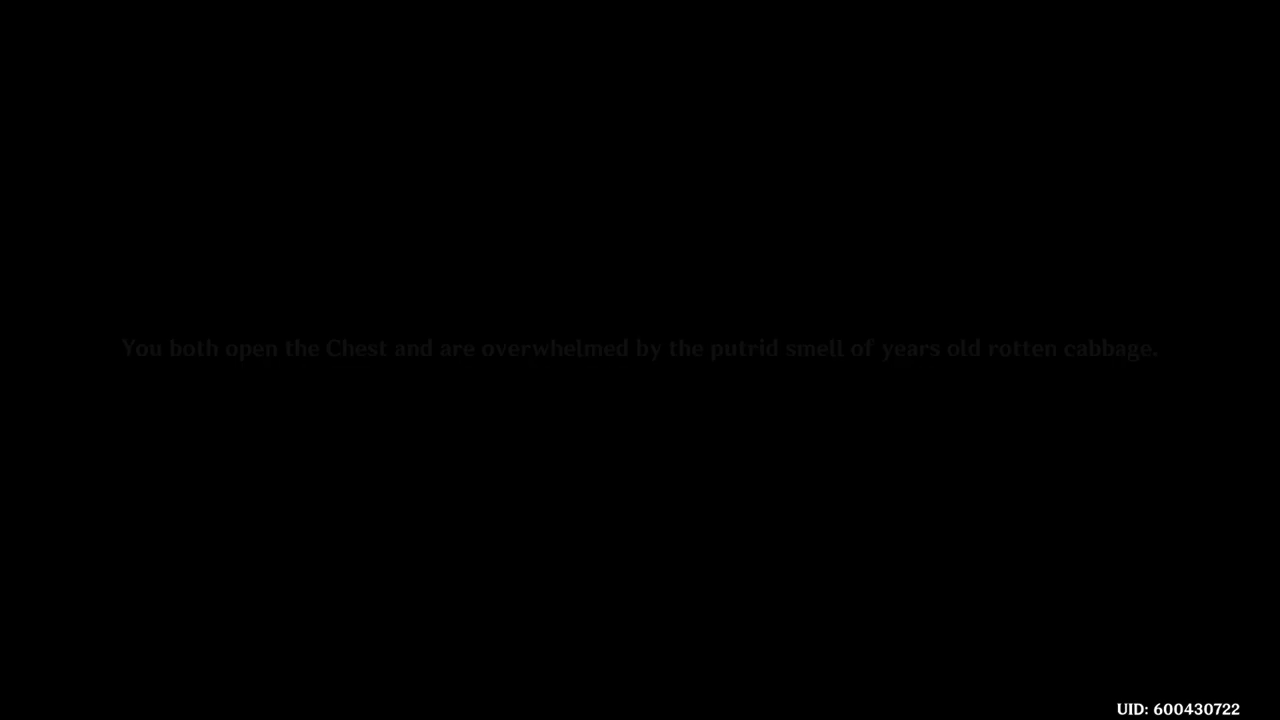 You both open the Chest and are overwhelmed by the putrid smell of years old rotten cabbage.
UID: 600430722